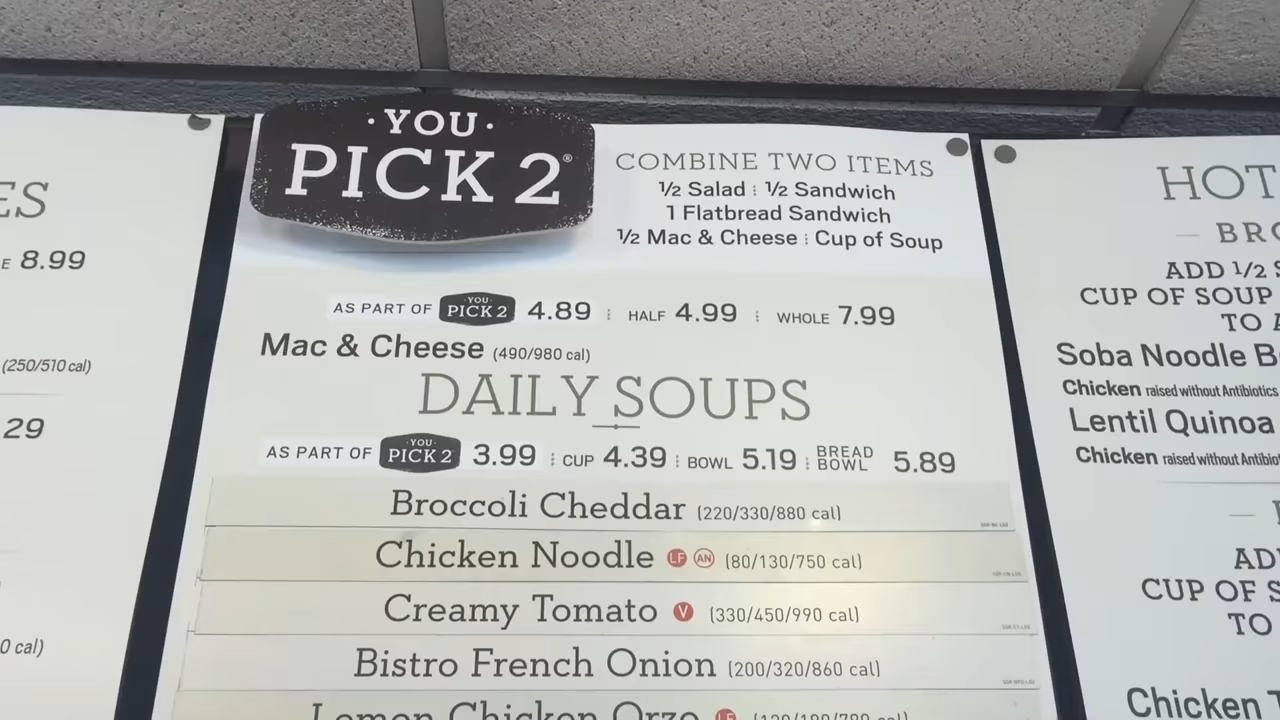 ES
E 8.99
(250/510 cal)
29
0 cal)
·YOU·
PICK 2®
COMBINE TWO ITEMS
1/2 Salad ⁝ 1/2 Sandwich
1 Flatbread Sandwich
1/2 Mac & Cheese ⁝ Cup of Soup
AS PART OF YOU PICK 2 4.89 ⁝ HALF 4.99 ⁝ WHOLE 7.99
Mac & Cheese (490/980 cal)
DAILY SOUPS
AS PART OF ·YOU· PICK 2 3.99 ⁝ CUP 4.39 ⁝ BOWL 5.19 ⁝ BREAD BOWL 5.89
Broccoli Cheddar (220/330/880 cal)
Chicken Noodle LF AN (80/130/750 cal)
Creamy Tomato V (330/450/990 cal)
Bistro French Onion (200/320/860 cal)
Lemon Chicken Orzo LF
HOT
BRO
ADD 1/2 S
CUP OF SOUP
TO A
Soba Noodle B
Chicken raised without Antibiotics
Lentil Quinoa
Chicken raised without Antibiot
AD
CUP OF S
TO
Chicken T